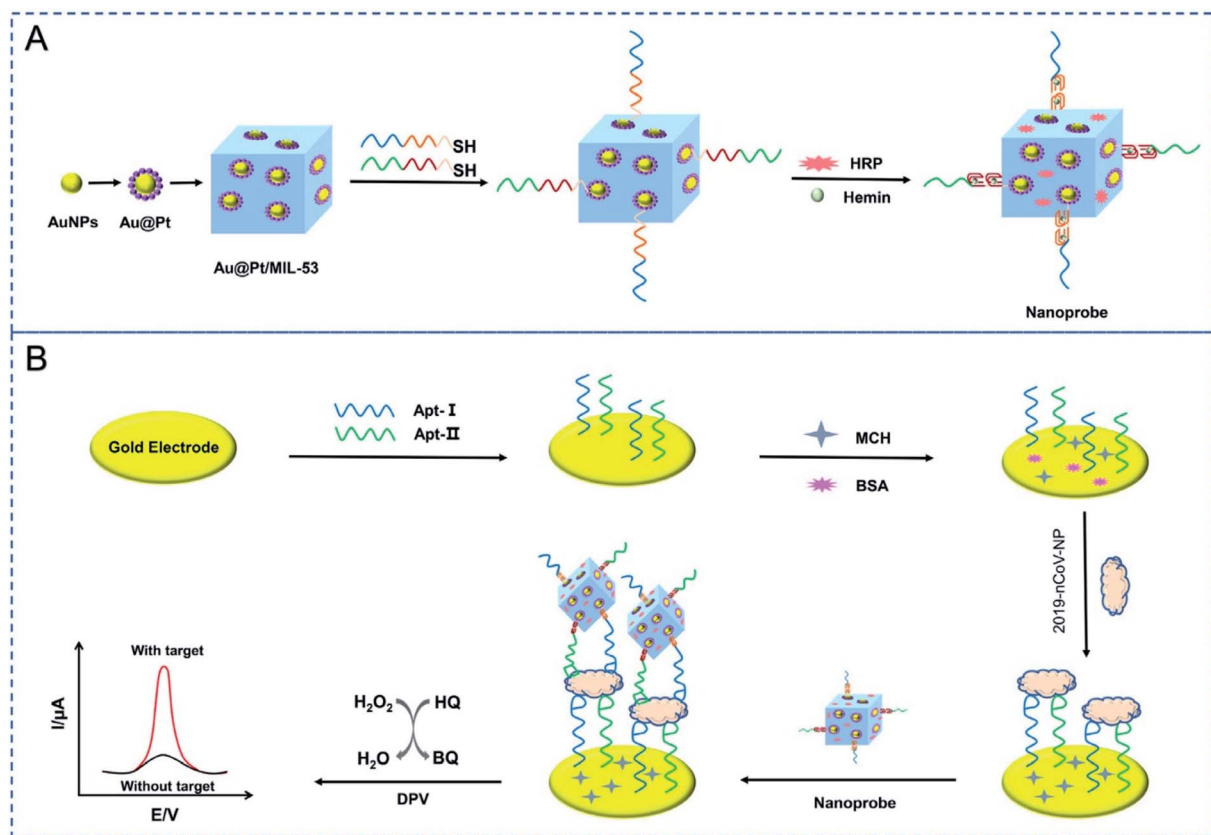 A
SH
SH
HRP
Hemin
AuNPs
Au@Pt
Au@Pt/MIL-53
Nanoprobe
B
Gold Electrode
Apt-Ⅰ
Apt-Ⅱ
MCH
BSA
2019-nCoV-NP
With target
I/μA
Without target
E/V
H₂O₂
HQ
H₂O
BQ
DPV
Nanoprobe